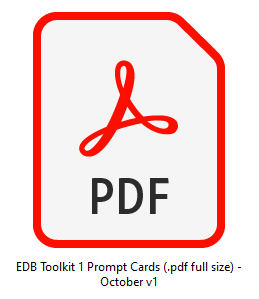 PDF
EDB Toolkit 1 Prompt Cards (.pdf full size) -
October v1